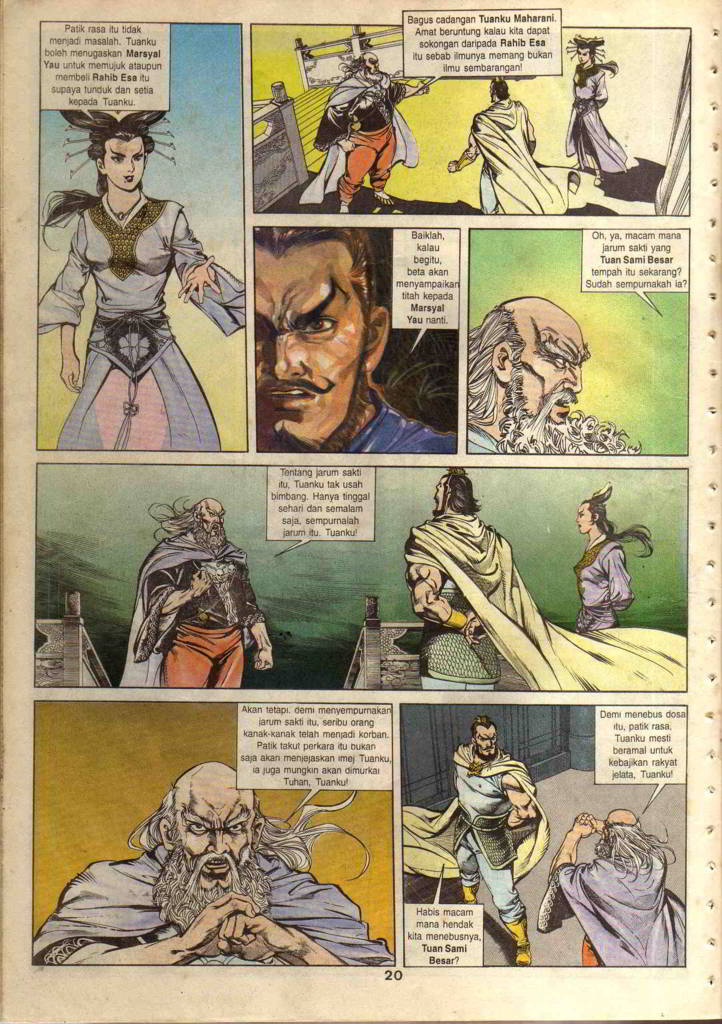 Patik rasa itu tidak
menjadi masalah. Tuanku
boleh menugaskan Marsyal
Yau untuk memujuk ataupun
membeli Rahib Esa itu
supaya tunduk dan setia
kepada Tuanku.
Bagus cadangan Tuanku Maharani.
Amat beruntung kalau kita dapat
sokongan daripada Rahib Esa
itu sebab ilmunya memang bukan
ilmu sembarangan!
Baiklah,
kalau
begitu,
beta akan
menyampaikan
titah kepada
Marsyal
Yau nanti.
Oh, ya, macam mana
jarum sakti yang
Tuan Sami Besar
tempah itu sekarang?
Sudah sempurnakah ia?
Tentang jarum sakti
itu, Tuanku tak usah
bimbang. Hanya tinggal
sehari dan semalam
saja, sempurnalah
jarum itu. Tuanku!
Akan tetapi, demi menyempurnakan
jarum sakti itu, seribu orang
kanak-kanak telah menjadi korban.
Patik takut perkara itu bukan
saja akan menjejaskan imej Tuanku,
ia juga mungkin akan dimurkai
Tuhan, Tuanku!
Demi menebus dosa
itu, patik rasa,
Tuanku mesti
beramal untuk
kebajikan rakyat
jelata, Tuanku!
Habis macam
mana hendak
kita menebusnya,
Tuan Sami
Besar?
20